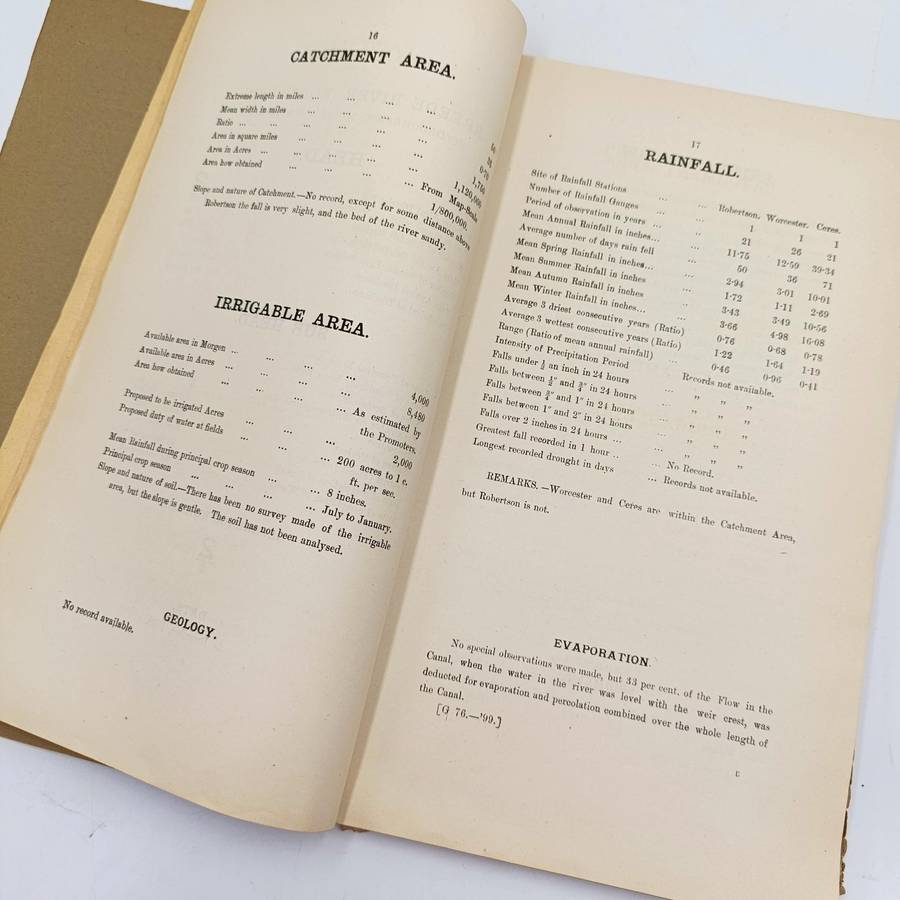 16
CATCHMENT AREA.
Extreme length in miles ... ... ... ... 50
Mean width in miles ... ... ... 35
Ratio ... ... ... ... ... 0·70
Area in square miles ... ... ... ... 1,750
Area in Acres ... ... ... ... 1,120,000
Area how obtained ... ... ... From Map-Scale
1/800,000.
Slope and nature of Catchment.—No record, except for some distance above
Robertson the fall is very slight, and the bed of the river sandy.
IRRIGABLE AREA.
Available area in Morgen ... ... ... ... 4,000
Available area in Acres ... ... ... ... 8,480
Area how obtained ... ... ... As estimated by
the Promoters.
Proposed to be irrigated Acres ... ... ... 2,000
Proposed duty of water at fields ... ... 200 acres to 1 c.
ft. per sec.
Mean Rainfall during principal crop season ... ... 8 inches.
Principal crop season ... ... ... ... July to January.
Slope and nature of soil.—There has been no survey made of the irrigable
area, but the slope is gentle. The soil has not been analysed.
GEOLOGY.
No record available.
17
RAINFALL.
Site of Rainfall Stations ... ... Robertson. Worcester. Ceres.
Number of Rainfall Gauges ... ... 1 1 1
Period of observation in years ... ... 21 26 21
Mean Annual Rainfall in inches... ... 11·75 12·59 39·34
Average number of days rain fell ... 50 36 71
Mean Spring Rainfall in inches... ... 2·94 3·01 10·01
Mean Summer Rainfall in inches ... 1·72 1·11 2·69
Mean Autumn Rainfall in inches .. 3·43 3·49 10·56
Mean Winter Rainfall in inches... ... 3·66 4·98 16·08
Average 3 driest consecutive years (Ratio) 0·76 0·68 0·78
Average 3 wettest consecutive years (Ratio) 1·22 1·64 1·19
Range (Ratio of mean annual rainfall) ... 0·46 0·96 0·41
Intensity of Precipitation Period ... Records not available.
Falls under ½ an inch in 24 hours ... „ „ „
Falls between ½″ and ¾″ in 24 hours ... „ „ „
Falls between ¾″ and 1″ in 24 hours ... „ „ „
Falls between 1″ and 2″ in 24 hours ... „ „ „
Falls over 2 inches in 24 hours ... ... „ „ „
Greatest fall recorded in 1 hour .. ... No Record.
Longest recorded drought in days ... Records not available.
REMARKS.—Worcester and Ceres are within the Catchment Area,
but Robertson is not.
EVAPORATION.
No special observations were made, but 33 per cent. of the Flow in the
Canal, when the water in the river was level with the weir crest, was
deducted for evaporation and percolation combined over the whole length of
the Canal.
[G 76.—'99.]